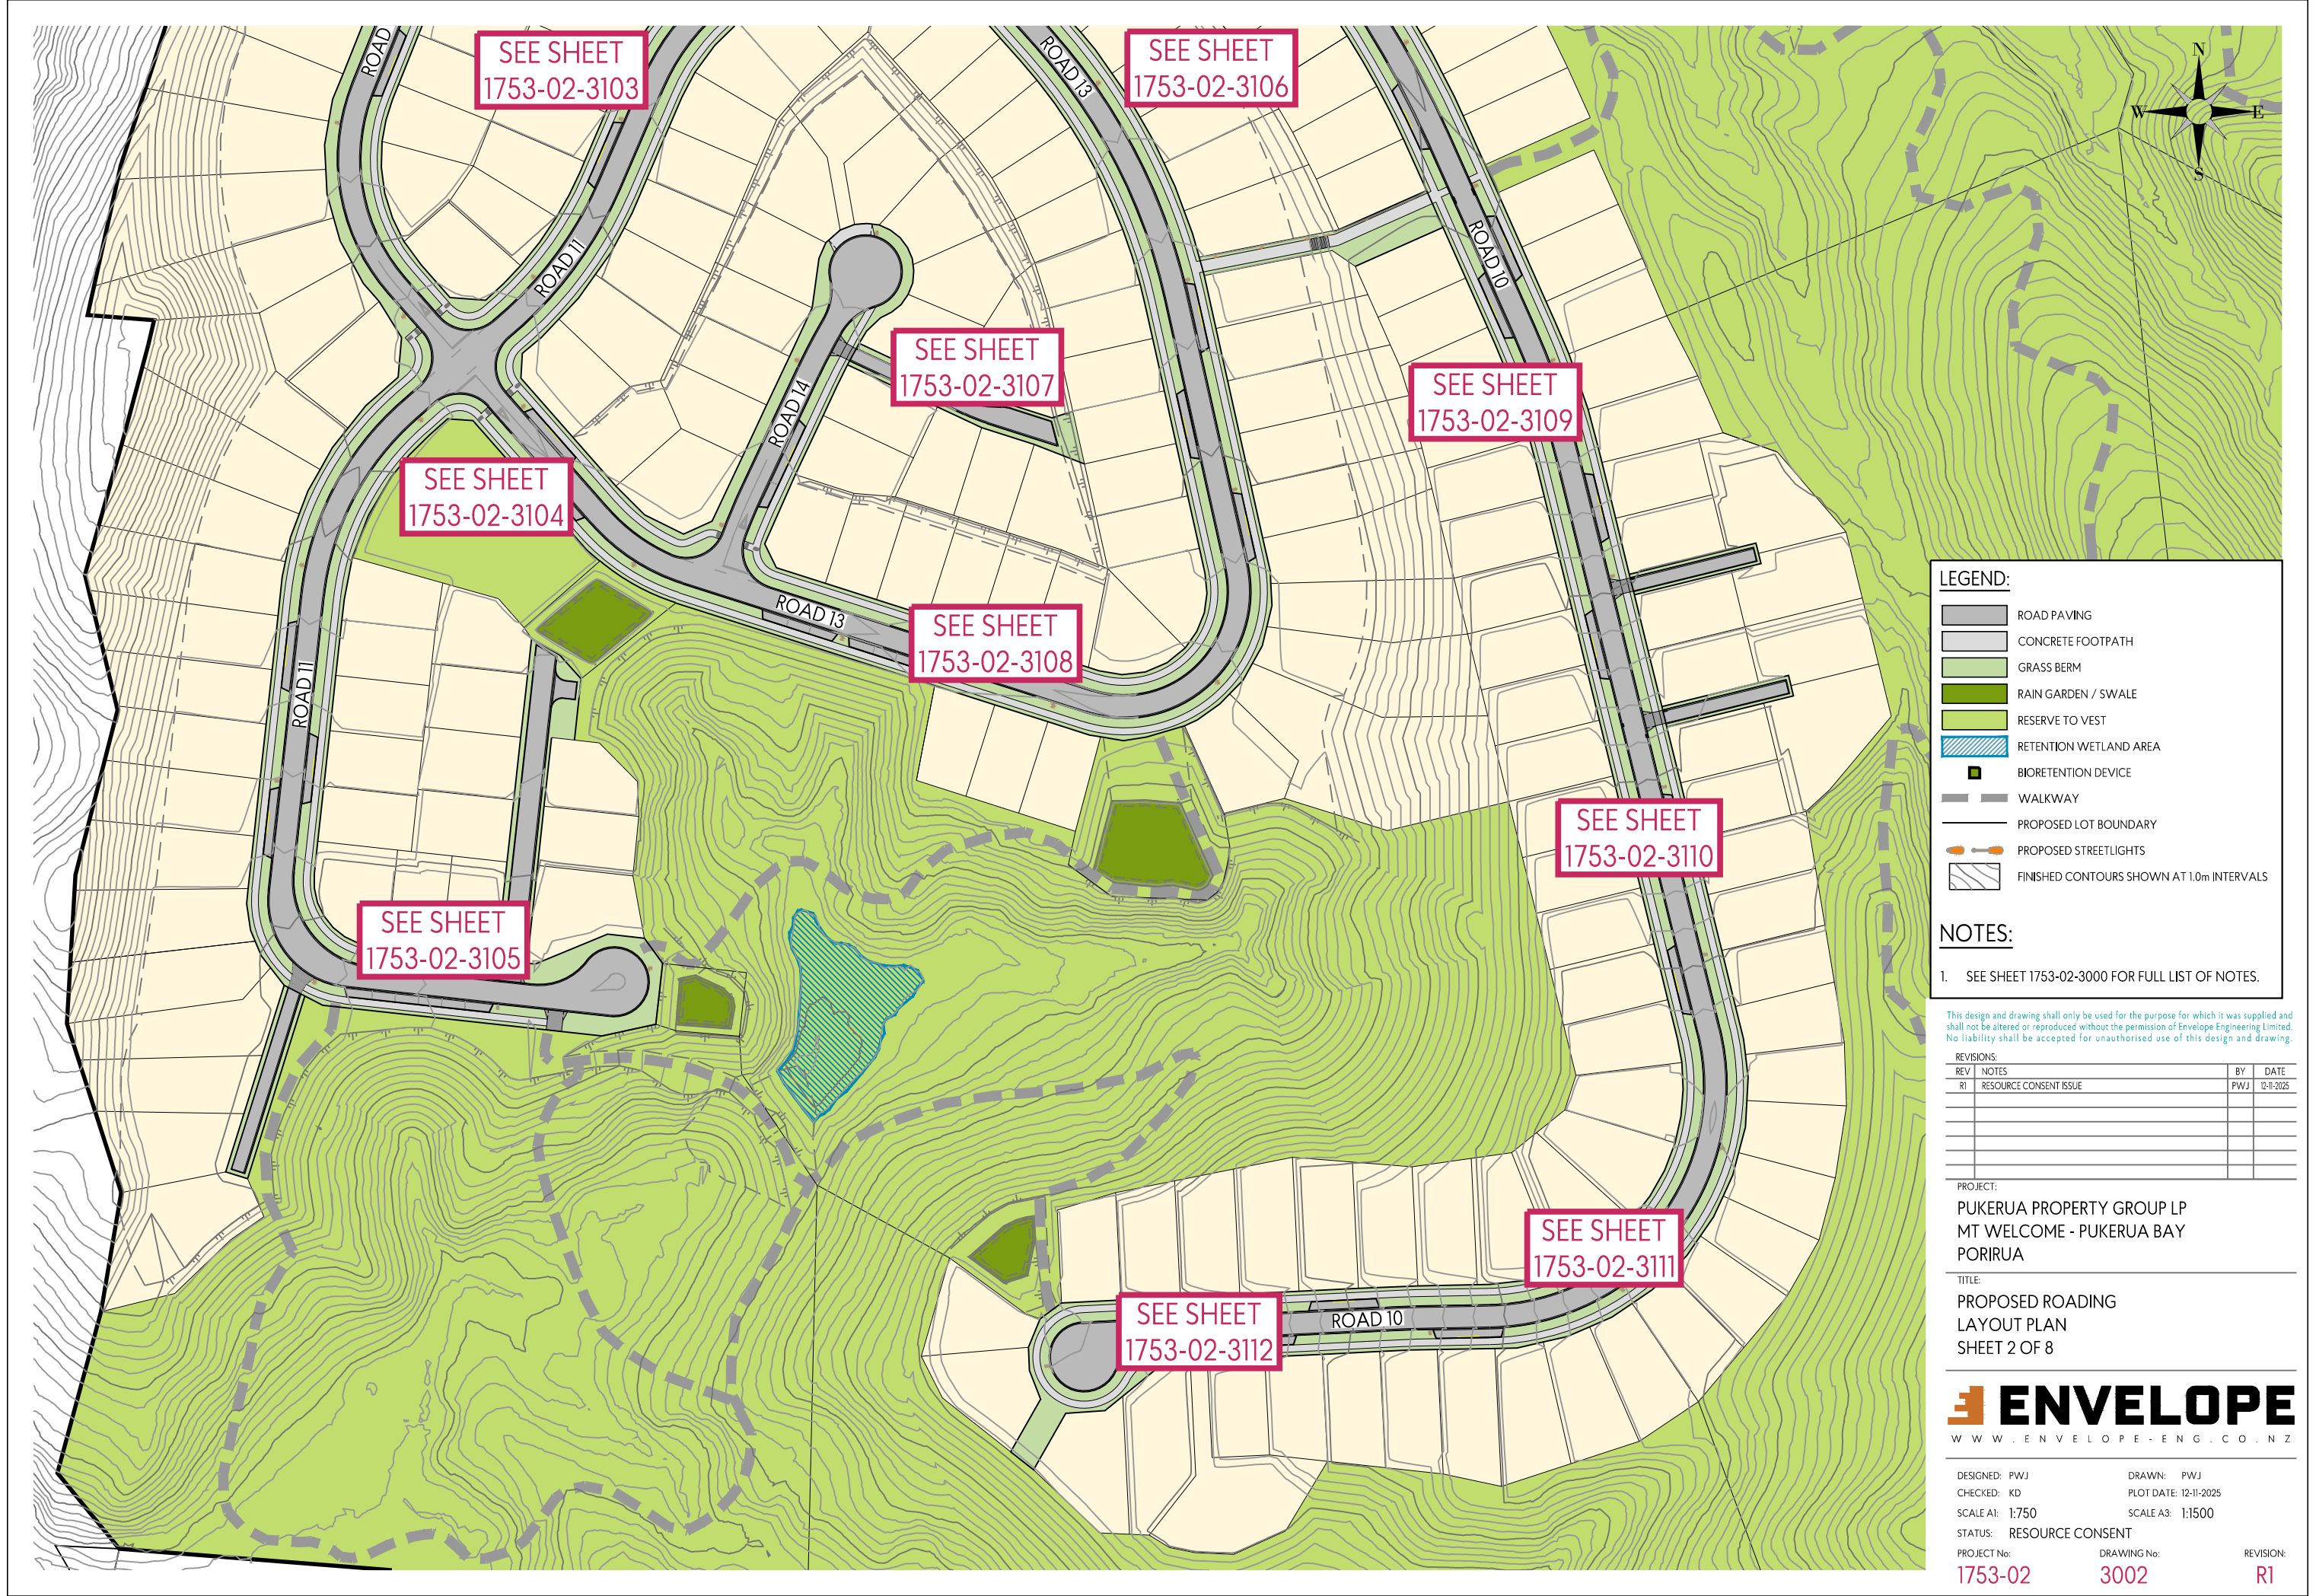 ROAD
SEE SHEET
1753-02-3103
ROAD 13
SEE SHEET
1753-02-3106
N
W
E
S
ROAD 11
ROAD 10
SEE SHEET
1753-02-3107
ROAD 14
SEE SHEET
1753-02-3109
SEE SHEET
1753-02-3104
ROAD 13
SEE SHEET
1753-02-3108
ROAD 11
SEE SHEET
1753-02-3110
SEE SHEET
1753-02-3105
SEE SHEET
1753-02-3111
SEE SHEET
1753-02-3112
ROAD 10
LEGEND:
ROAD PAVING
CONCRETE FOOTPATH
GRASS BERM
RAIN GARDEN / SWALE
RESERVE TO VEST
RETENTION WETLAND AREA
BIORETENTION DEVICE
WALKWAY
PROPOSED LOT BOUNDARY
PROPOSED STREETLIGHTS
FINISHED CONTOURS SHOWN AT 1.0m INTERVALS
NOTES:
1. SEE SHEET 1753-02-3000 FOR FULL LIST OF NOTES.
This design and drawing shall only be used for the purpose for which it was supplied and
shall not be altered or reproduced without the permission of Envelope Engineering Limited.
No liability shall be accepted for unauthorised use of this design and drawing.
REVISIONS:
REV NOTES BY DATE
R1 RESOURCE CONSENT ISSUE PWJ 12-11-2025
PROJECT:
PUKERUA PROPERTY GROUP LP
MT WELCOME - PUKERUA BAY
PORIRUA
TITLE:
PROPOSED ROADING
LAYOUT PLAN
SHEET 2 OF 8
ENVELOPE
WWW.ENVELOPE-ENG.CO.NZ
DESIGNED: PWJ DRAWN: PWJ
CHECKED: KD PLOT DATE: 12-11-2025
SCALE A1: 1:750 SCALE A3: 1:1500
STATUS: RESOURCE CONSENT
PROJECT No: DRAWING No: REVISION:
1753-02 3002 R1